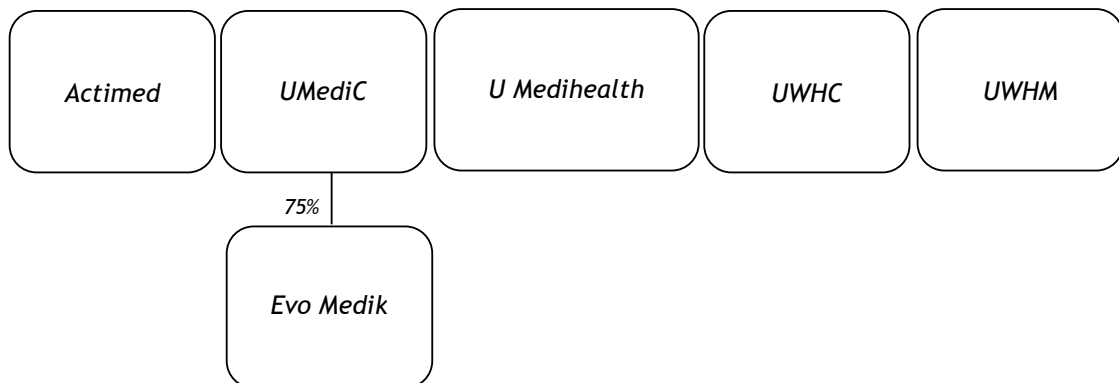 Actimed
UMediC
U Medihealth
UWHC
UWHM
75%
Evo Medik